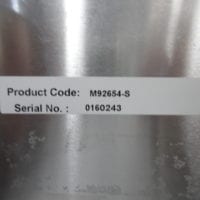 Product Code: M92654-S
Serial No. : 0160243